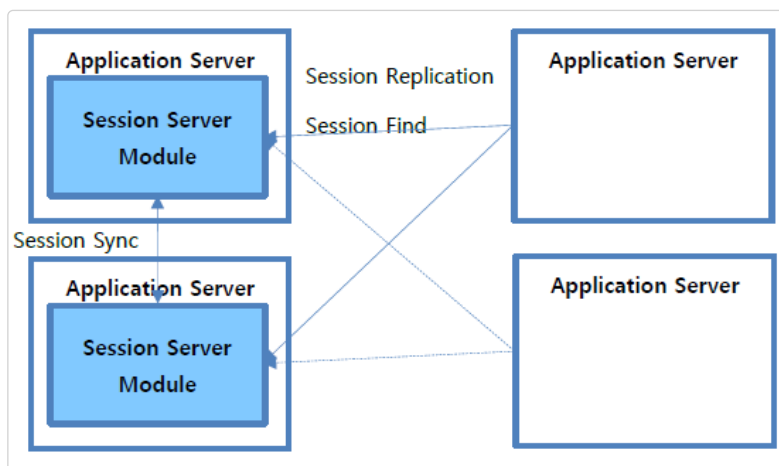 Application Server
Session Server
Module
Session Replication
Session Find
Application Server
Session Sync
Application Server
Session Server
Module
Application Server